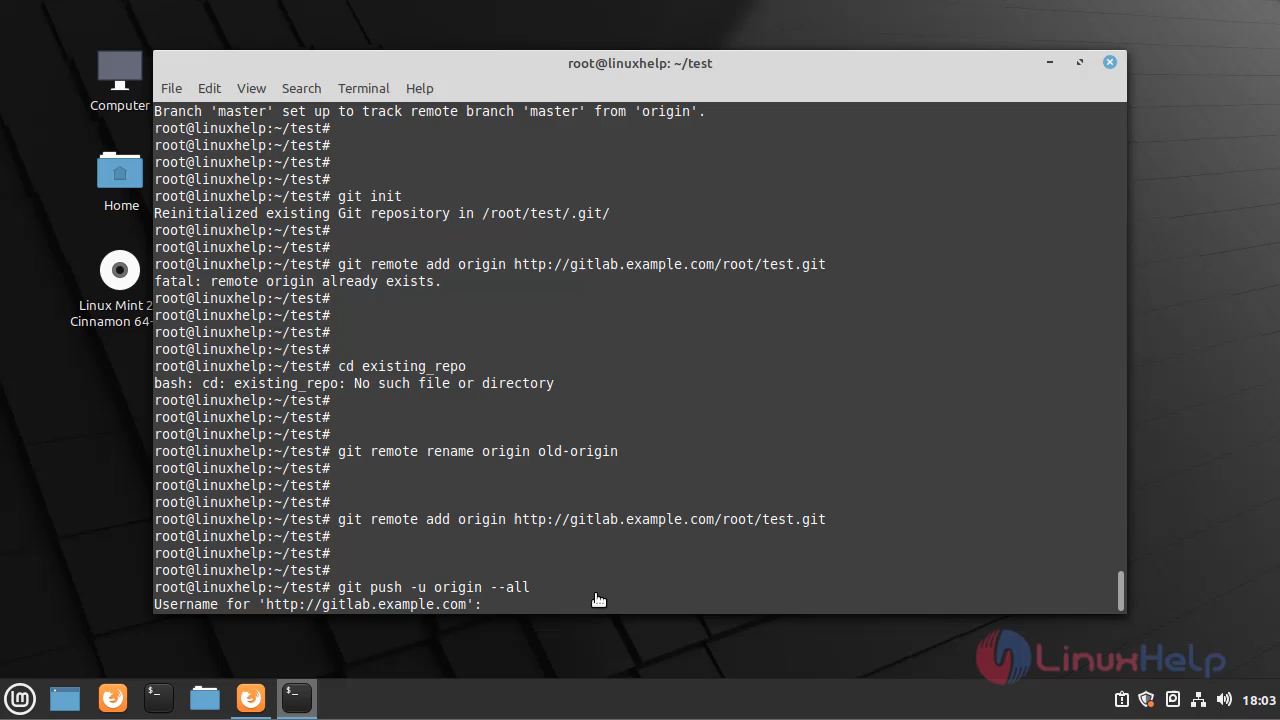 root@linuxhelp: ~/test
File Edit View Search Terminal Help
Computer
Home
Linux Mint 2
Cinnamon 64-
Branch 'master' set up to track remote branch 'master' from 'origin'.
root@linuxhelp:~/test#
root@linuxhelp:~/test#
root@linuxhelp:~/test#
root@linuxhelp:~/test#
root@linuxhelp:~/test# git init
Reinitialized existing Git repository in /root/test/.git/
root@linuxhelp:~/test#
root@linuxhelp:~/test#
root@linuxhelp:~/test# git remote add origin http://gitlab.example.com/root/test.git
fatal: remote origin already exists.
root@linuxhelp:~/test#
root@linuxhelp:~/test#
root@linuxhelp:~/test#
root@linuxhelp:~/test#
root@linuxhelp:~/test# cd existing_repo
bash: cd: existing_repo: No such file or directory
root@linuxhelp:~/test#
root@linuxhelp:~/test#
root@linuxhelp:~/test#
root@linuxhelp:~/test# git remote rename origin old-origin
root@linuxhelp:~/test#
root@linuxhelp:~/test#
root@linuxhelp:~/test#
root@linuxhelp:~/test# git remote add origin http://gitlab.example.com/root/test.git
root@linuxhelp:~/test#
root@linuxhelp:~/test#
root@linuxhelp:~/test#
root@linuxhelp:~/test# git push -u origin --all
Username for 'http://gitlab.example.com':
LinuxHelp
$_
$_
18:03